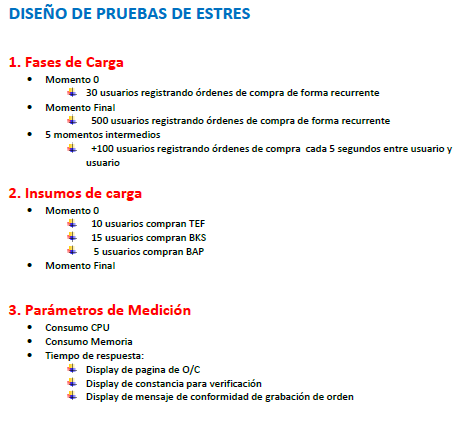 DISEÑO DE PRUEBAS DE ESTRES
1. Fases de Carga
Momento 0
30 usuarios registrando órdenes de compra de forma recurrente
Momento Final
500 usuarios registrando órdenes de compra de forma recurrente
5 momentos intermedios
+100 usuarios registrando órdenes de compra cada 5 segundos entre usuario y
usuario
2. Insumos de carga
Momento 0
10 usuarios compran TEF
15 usuarios compran BKS
5 usuarios compran BAP
Momento Final
3. Parámetros de Medición
Consumo CPU
Consumo Memoria
Tiempo de respuesta:
Display de pagina de O/C
Display de constancia para verificación
Display de mensaje de conformidad de grabación de orden